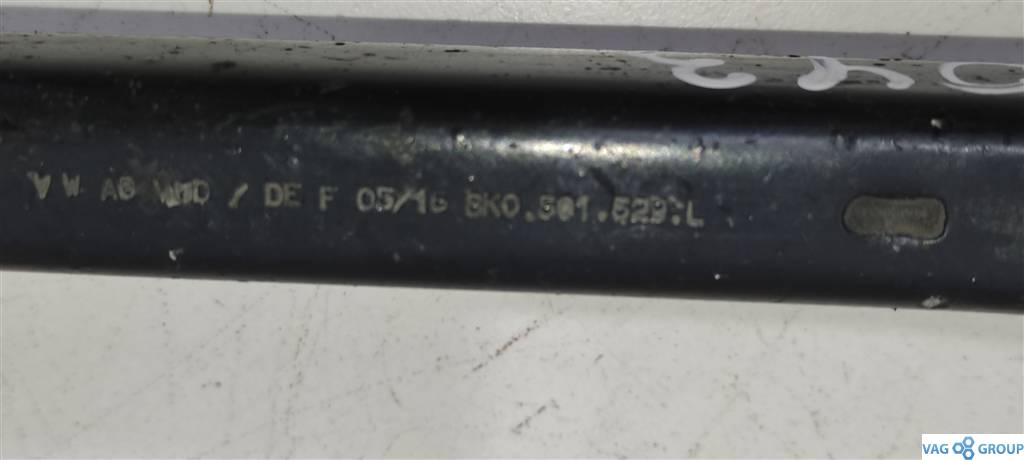 VW AG / DE F 05/16 8K0.501.529.L
VAG GROUP